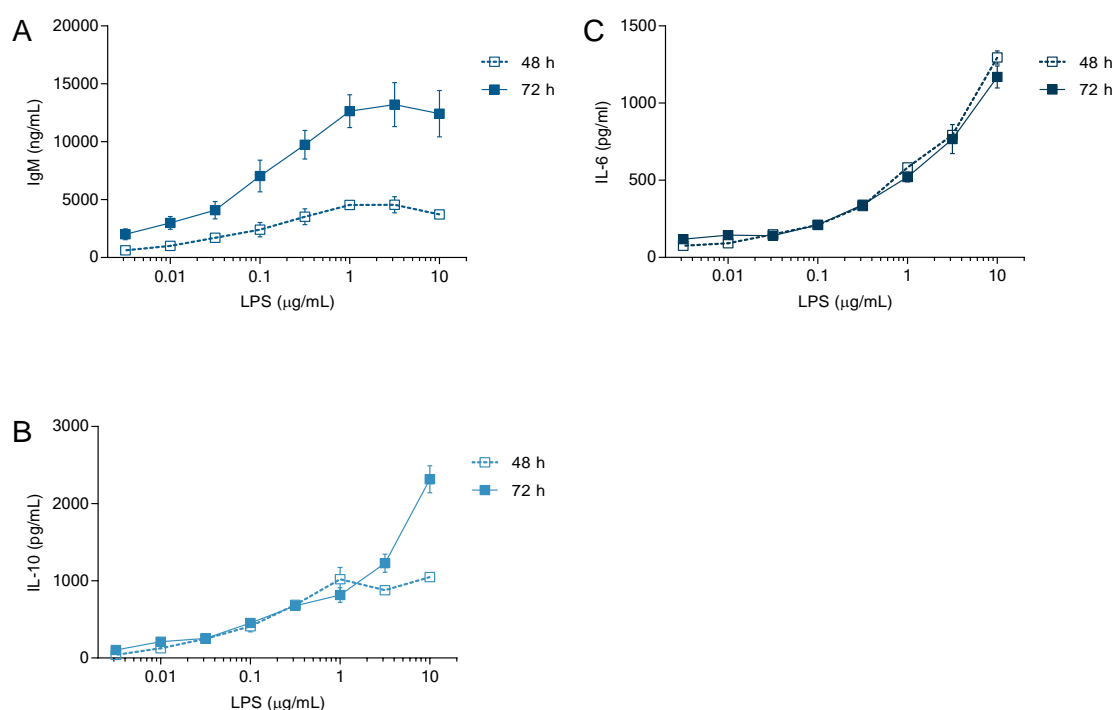 A
20000
15000
10000
5000
0
IgM (ng/mL)
0.01 0.1 1 10
LPS (μg/mL)
48 h
72 h
C
1500
1000
500
0
IL-6 (pg/ml)
0.01 0.1 1 10
LPS (μg/mL)
48 h
72 h
B
3000
2000
1000
0
IL-10 (pg/mL)
0.01 0.1 1 10
LPS (μg/mL)
48 h
72 h